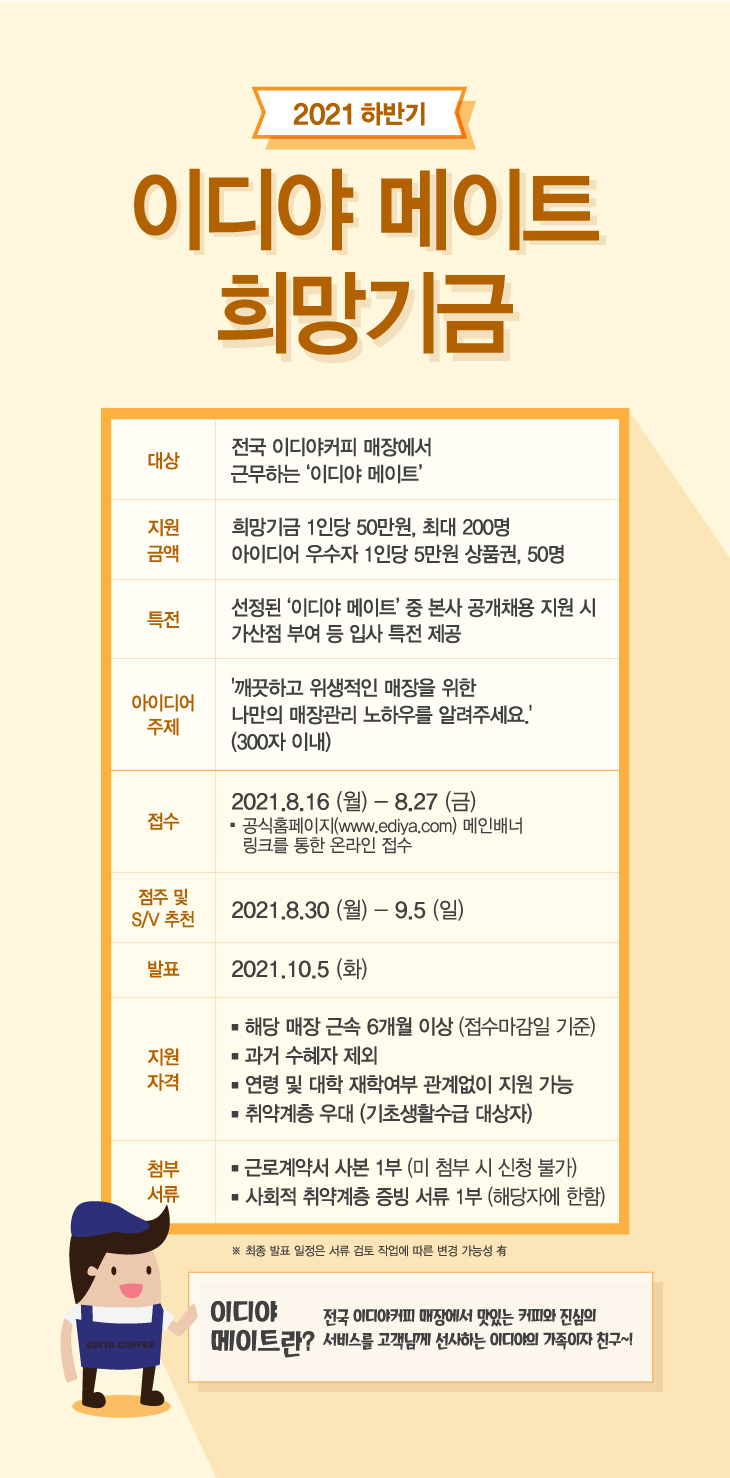 2021 하반기
이디야 메이트
희망기금
대상
전국 이디야커피 매장에서
근무하는 ‘이디야 메이트’
지원
금액
희망기금 1인당 50만원, 최대 200명
아이디어 우수자 1인당 5만원 상품권, 50명
특전
선정된 ‘이디야 메이트’ 중 본사 공개채용 지원 시
가산점 부여 등 입사 특전 제공
아이디어
주제
'깨끗하고 위생적인 매장을 위한
나만의 매장관리 노하우를 알려주세요.'
(300자 이내)
접수
2021.8.16 (월) – 8.27 (금)
▪ 공식홈페이지(www.ediya.com) 메인배너
링크를 통한 온라인 접수
점주 및
S/V 추천
2021.8.30 (월) – 9.5 (일)
발표
2021.10.5 (화)
지원
자격
▪ 해당 매장 근속 6개월 이상 (접수마감일 기준)
▪ 과거 수혜자 제외
▪ 연령 및 대학 재학여부 관계없이 지원 가능
▪ 취약계층 우대 (기초생활수급 대상자)
첨부
서류
▪ 근로계약서 사본 1부 (미 첨부 시 신청 불가)
▪ 사회적 취약계층 증빙 서류 1부 (해당자에 한함)
※ 최종 발표 일정은 서류 검토 작업에 따른 변경 가능성 有
이디야
메이트란?
전국 이디야커피 매장에서 맛있는 커피와 진심의
서비스를 고객님께 선사하는 이디야의 가족이자 친구~!
EDIYA COFFEE